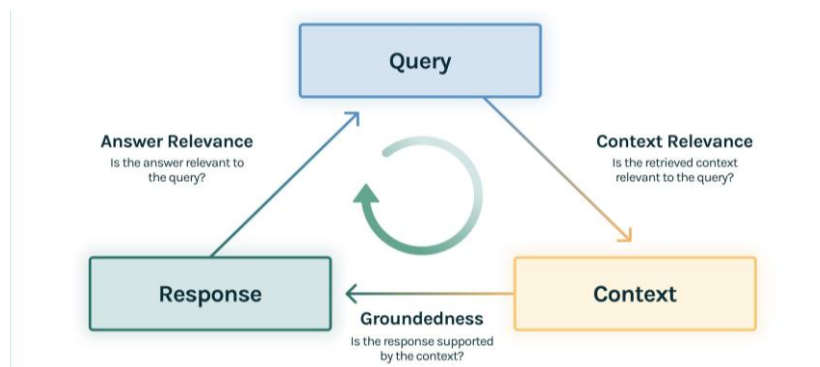 Query
Answer Relevance
Is the answer relevant to
the query?
Context Relevance
Is the retrieved context
relevant to the query?
Response
Context
Groundedness
Is the response supported
by the context?